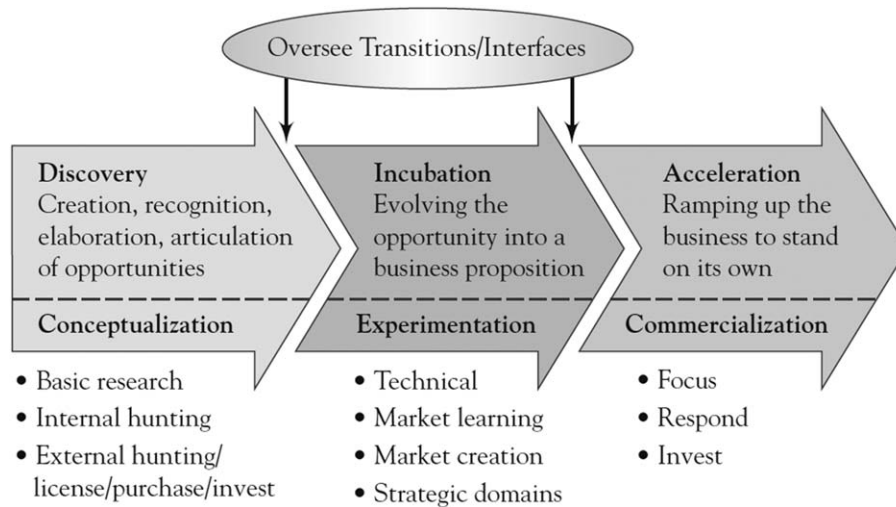 Oversee Transitions/Interfaces
Discovery
Creation, recognition,
elaboration, articulation
of opportunities
Conceptualization
• Basic research
• Internal hunting
• External hunting/
license/purchase/invest
Incubation
Evolving the
opportunity into a
business proposition
Experimentation
• Technical
• Market learning
• Market creation
• Strategic domains
Acceleration
Ramping up the
business to stand
on its own
Commercialization
• Focus
• Respond
• Invest